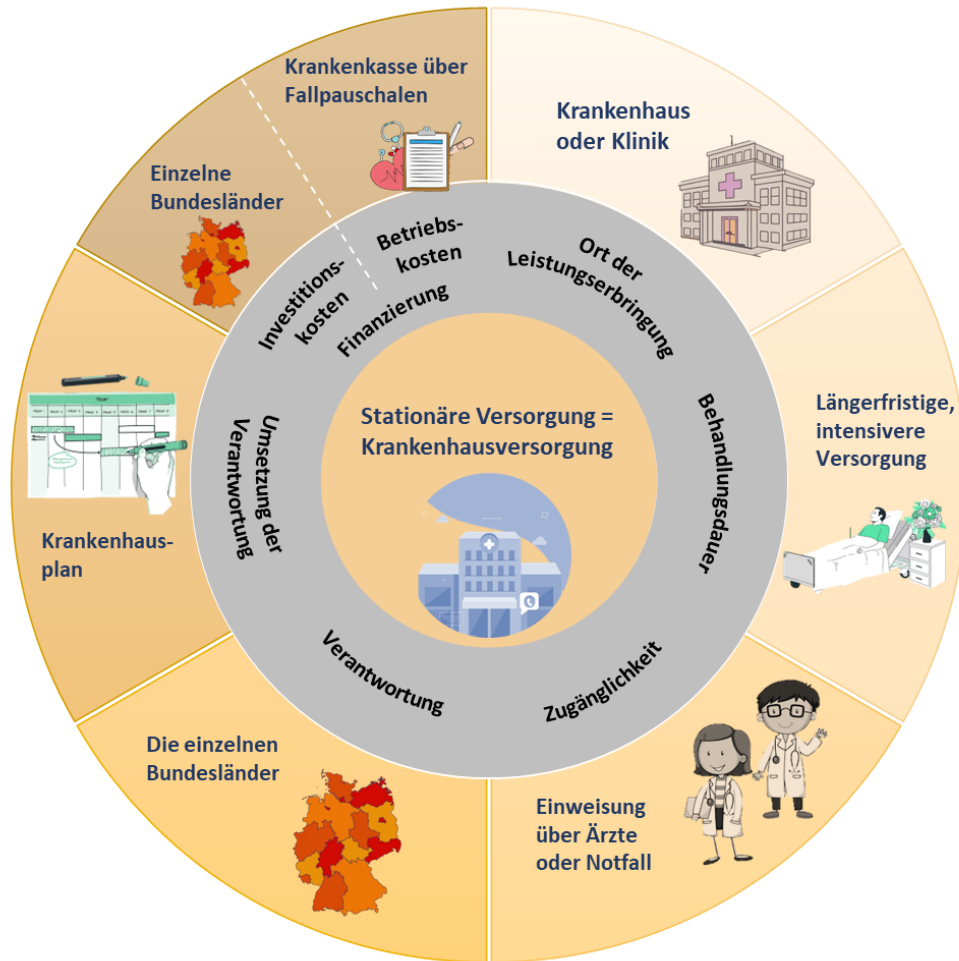 Krankenkasse über
Fallpauschalen
Krankenhaus
oder Klinik
Einzelne
Bundesländer
Betriebs-
kosten
Investitions-
kosten
Finanzierung
Ort der
Leistungserbringung
Stationäre Versorgung =
Krankenhausversorgung
Umsetzung der
Verantwortung
Behandlungsdauer
Längerfristige,
intensivere
Versorgung
Krankenhaus-
plan
Verantwortung
Zugänglichkeit
Die einzelnen
Bundesländer
Einweisung
über Ärzte
oder Notfall